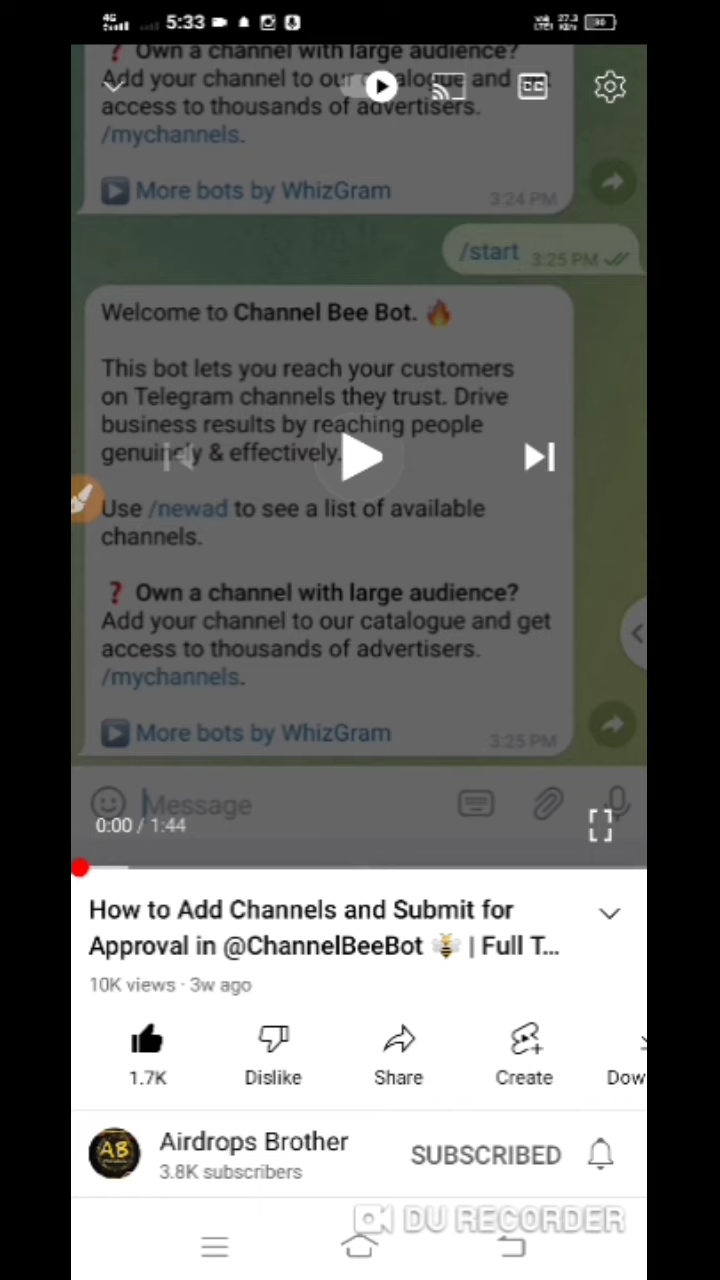 4G 5:33 VoLTE 27.3 KB/s 30
❓ Own a channel with large audience?
Add your channel to our catalogue and get
access to thousands of advertisers.
/mychannels.
▶️ More bots by WhizGram
3:24 PM
/start 3:25 PM
Welcome to Channel Bee Bot. 🔥
This bot lets you reach your customers
on Telegram channels they trust. Drive
business results by reaching people
genuinely & effectively.
Use /newad to see a list of available
channels.
❓ Own a channel with large audience?
Add your channel to our catalogue and get
access to thousands of advertisers.
/mychannels.
▶️ More bots by WhizGram
3:25 PM
Message
0:00 / 1:44
How to Add Channels and Submit for
Approval in @ChannelBeeBot 🐝 | Full T...
10K views · 3w ago
1.7K Dislike Share Create Dow
AB Airdrops Brother SUBSCRIBED
3.8K subscribers
DU RECORDER